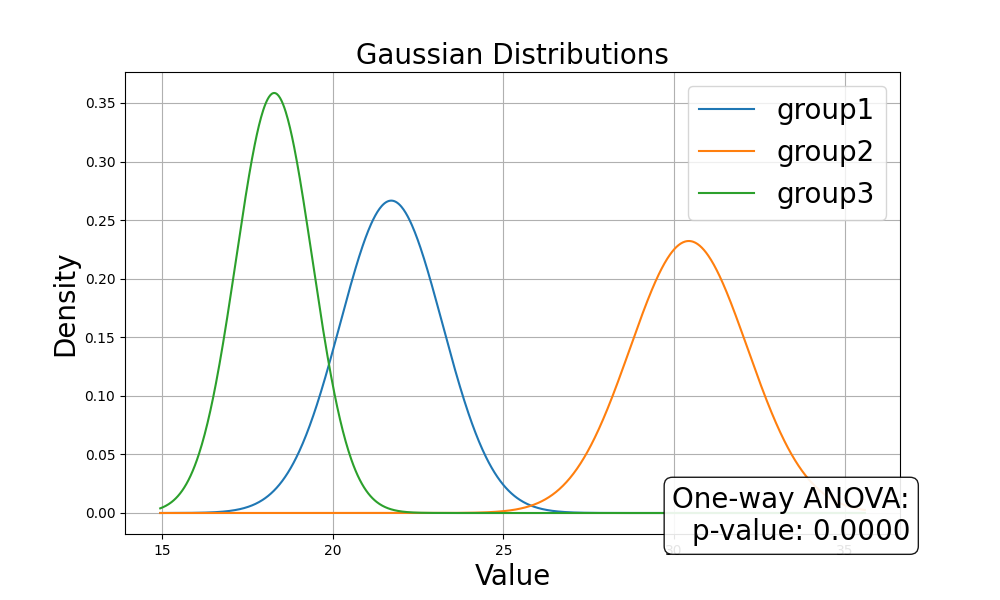 Gaussian Distributions
0.35
0.30
0.25
0.20
0.15
0.10
0.05
0.00
Density
group1
group2
group3
One-way ANOVA:
p-value: 0.0000
15
20
25
30
35
Value